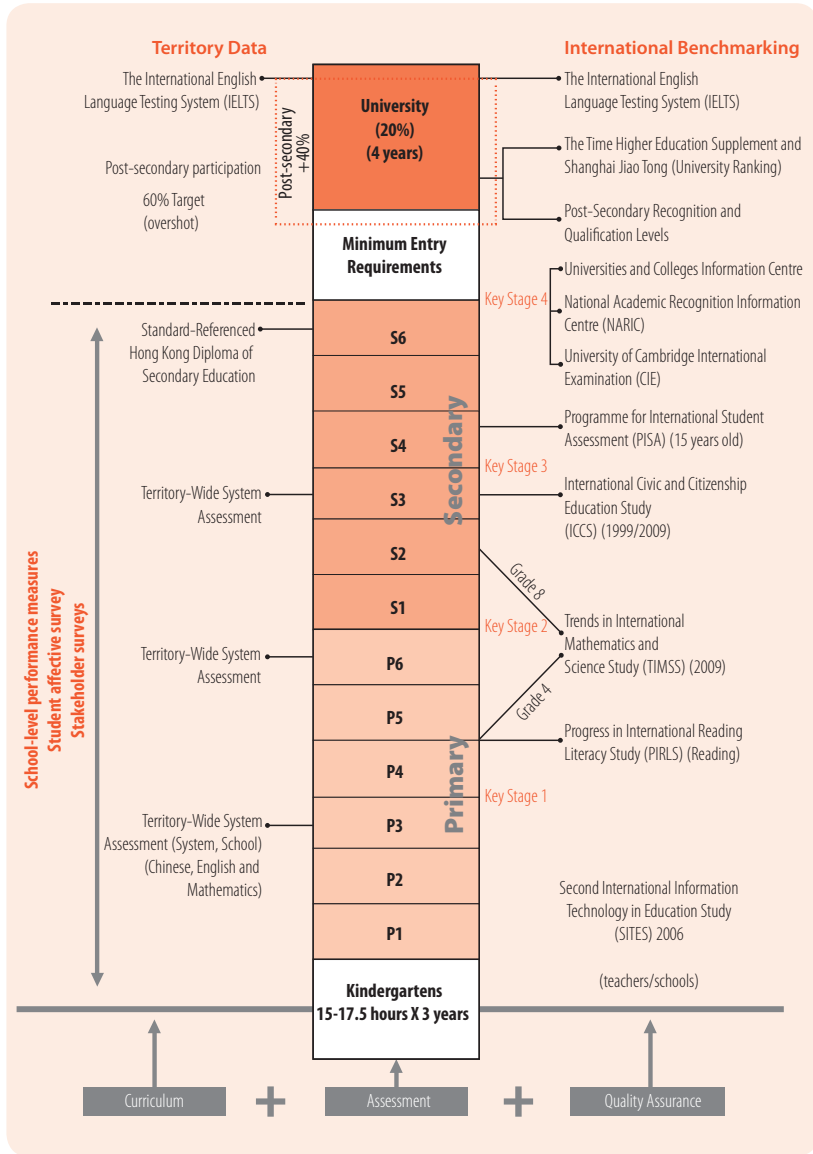 Territory Data
International Benchmarking
The International English
Language Testing System (IELTS)
Post-secondary participation
60% Target
(overshot)
Post-secondary
+40%
University
(20%)
(4 years)
Minimum Entry
Requirements
The International English
Language Testing System (IELTS)
The Time Higher Education Supplement and
Shanghai Jiao Tong (University Ranking)
Post-Secondary Recognition and
Qualification Levels
Universities and Colleges Information Centre
National Academic Recognition Information
Centre (NARIC)
University of Cambridge International
Examination (CIE)
Key Stage 4
Standard-Referenced
Hong Kong Diploma of
Secondary Education
S6
S5
S4
S3
S2
S1
Secondary
Programme for International Student
Assessment (PISA) (15 years old)
Key Stage 3
International Civic and Citizenship
Education Study
(ICCS) (1999/2009)
Territory-Wide System
Assessment
School-level performance measures
Student affective survey
Stakeholder surveys
Grade 8
Key Stage 2
Trends in International
Mathematics and
Science Study (TIMSS) (2009)
Grade 4
Territory-Wide System
Assessment
P6
P5
P4
P3
P2
P1
Primary
Progress in International Reading
Literacy Study (PIRLS) (Reading)
Key Stage 1
Territory-Wide System
Assessment (System, School)
(Chinese, English and
Mathematics)
Second International Information
Technology in Education Study
(SITES) 2006
(teachers/schools)
Kindergartens
15-17.5 hours X 3 years
Curriculum
+
Assessment
+
Quality Assurance